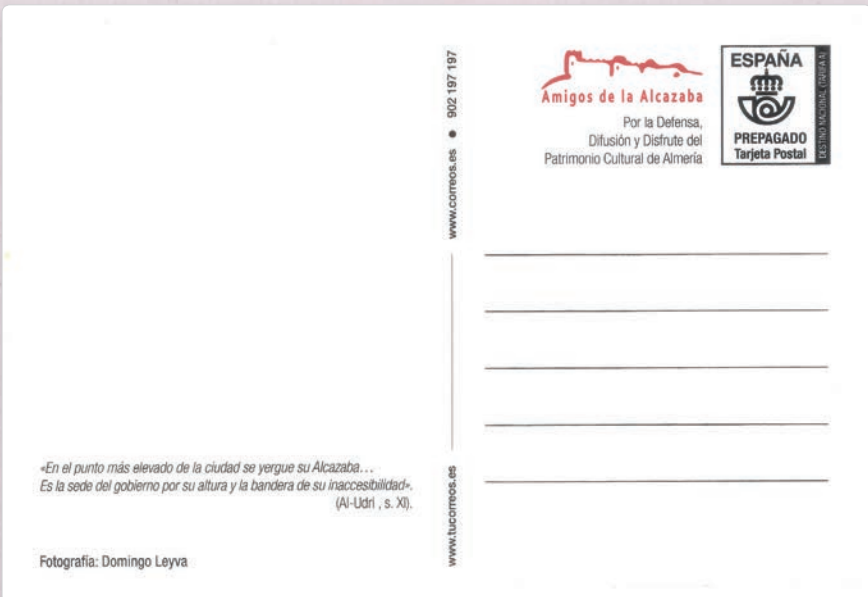 «En el punto más elevado de la ciudad se yergue su Alcazaba…
Es la sede del gobierno por su altura y la bandera de su inaccesibilidad».
(Al-Udri , s. XI).
Fotografía: Domingo Leyva
www.tucorreos.es
www.correos.es ● 902 197 197
Amigos de la Alcazaba
Por la Defensa,
Difusión y Disfrute del
Patrimonio Cultural de Almería
ESPAÑA
PREPAGADO
Tarjeta Postal
DESTINO NACIONAL (TARIFA A)